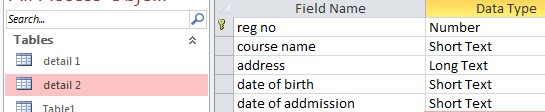 Field Name Data Type
Search...
Tables
detail 1
detail 2
Table1
reg no Number
course name Short Text
address Long Text
date of birth Short Text
date of addmission Short Text